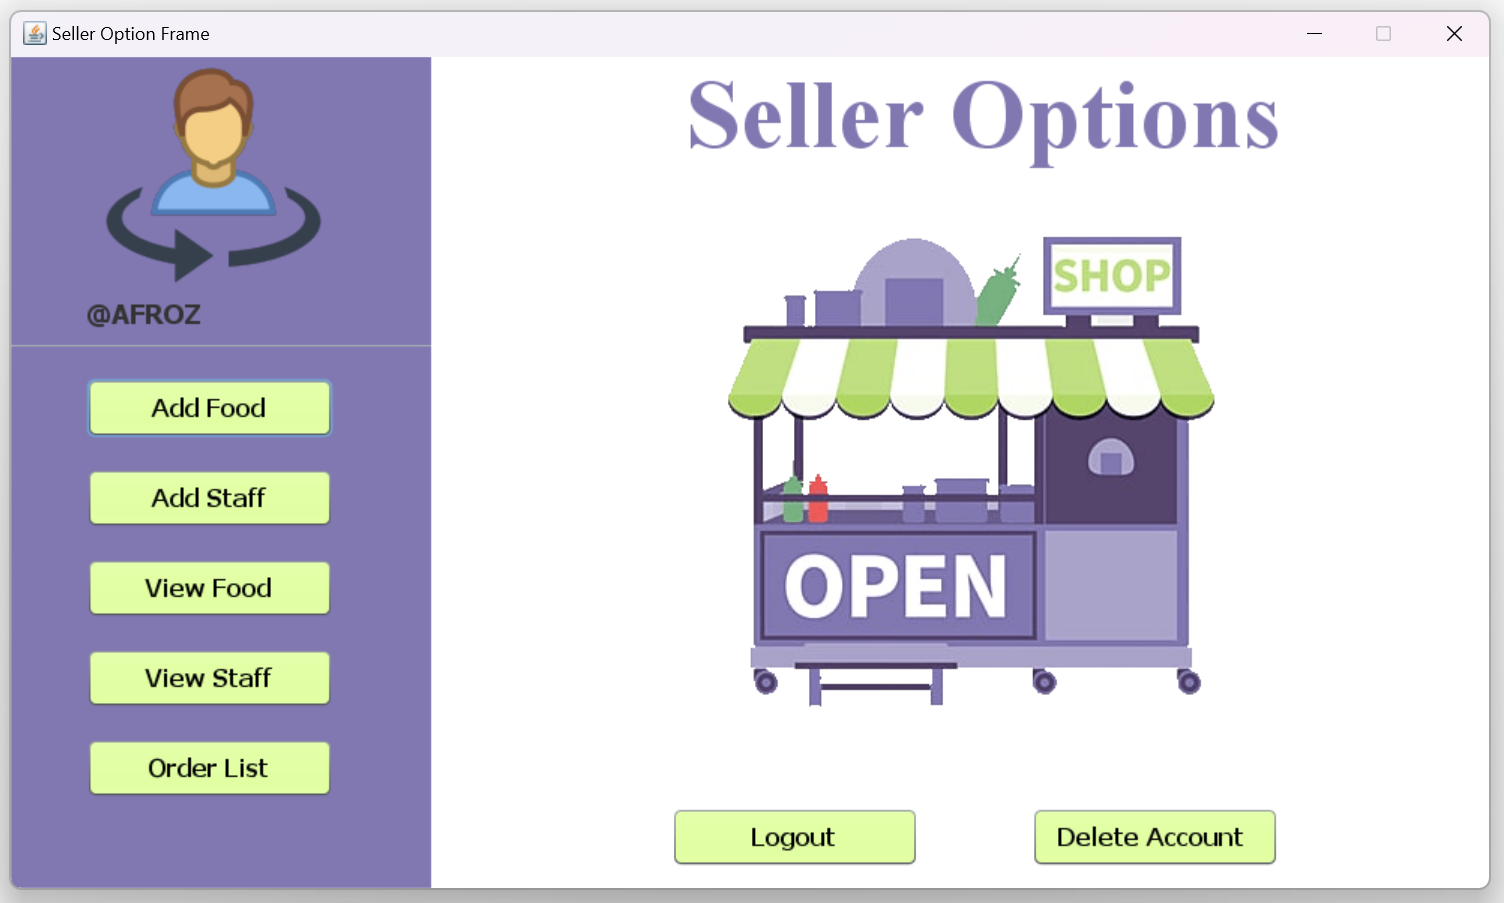 Seller Option Frame
@AFROZ
Add Food
Add Staff
View Food
View Staff
Order List
Seller Options
SHOP
OPEN
Logout
Delete Account